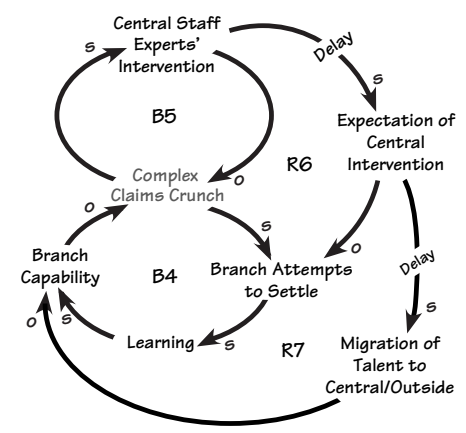 Central Staff
Experts'
Intervention
S
Delay
S
B5
Expectation of
Central
Intervention
R6
Complex
Claims Crunch
O
O
S
O
Branch
Capability
B4
Branch Attempts
to Settle
Delay
O
S
Learning
S
S
R7
Migration of
Talent to
Central/Outside